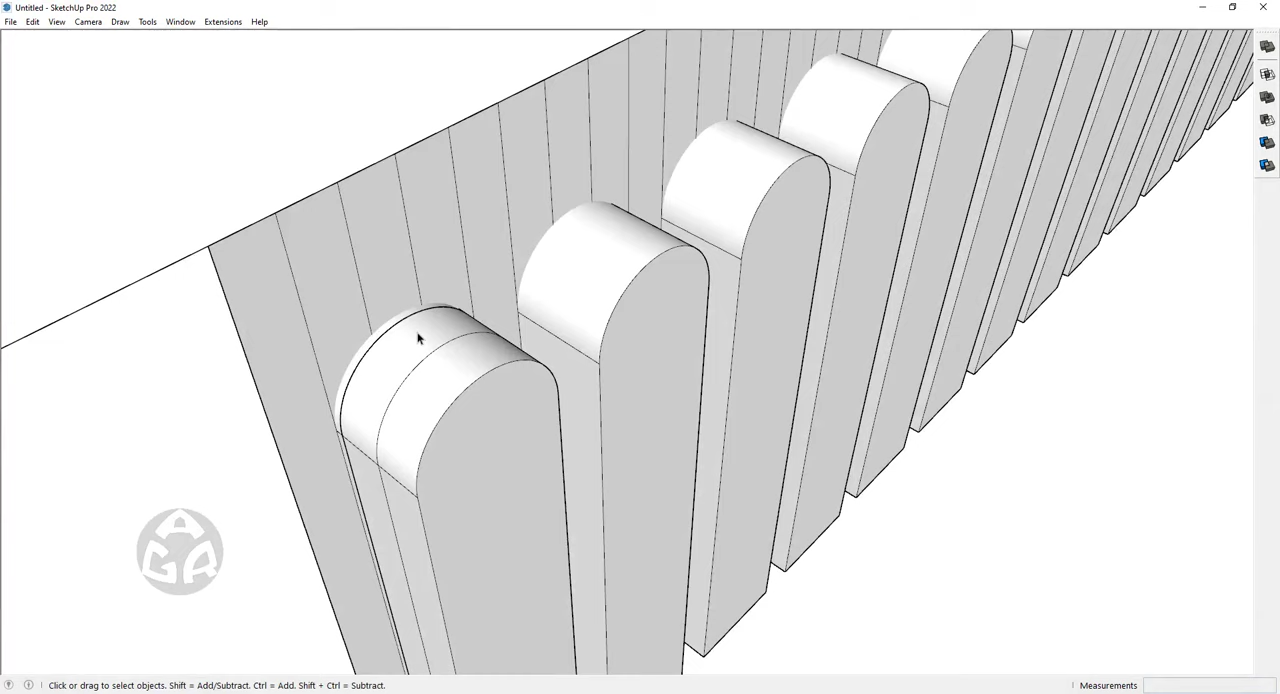 Untitled - SketchUp Pro 2022
File Edit View Camera Draw Tools Window Extensions Help
AGR
Click or drag to select objects. Shift = Add/Subtract. Ctrl = Add. Shift + Ctrl = Subtract. Measurements